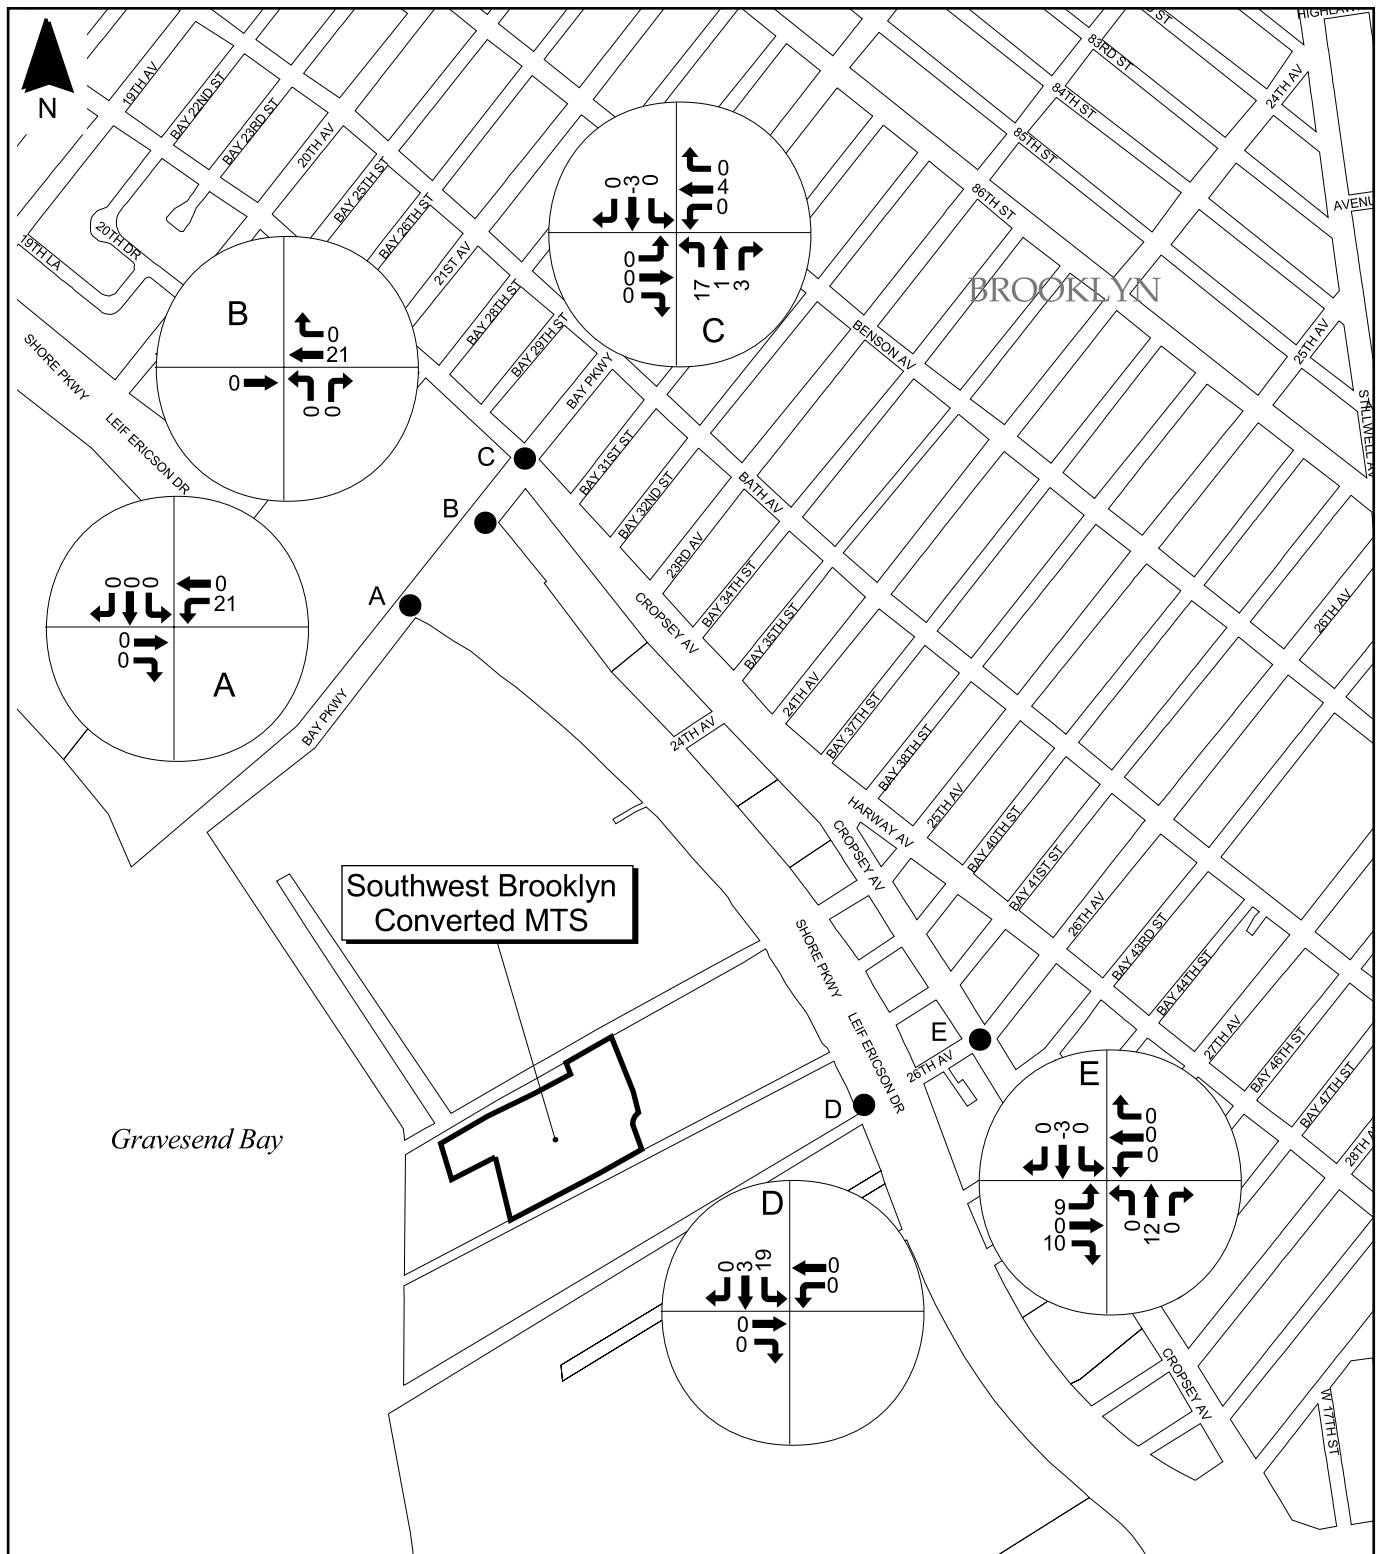 N
19TH AV
BAY 22ND ST
BAY 23RD ST
20TH AV
BAY 25TH ST
BAY 26TH ST
21ST AV
BAY 28TH ST
BAY 29TH ST
BAY PKWY
BAY 31ST ST
BAY 32ND ST
23RD AV
BAY 34TH ST
BAY 35TH ST
24TH AV
BAY 37TH ST
BAY 38TH ST
25TH AV
BAY 40TH ST
BAY 41ST ST
26TH AV
BAY 43RD ST
BAY 44TH ST
27TH AV
BAY 46TH ST
BAY 47TH ST
28TH AV
ST
83RD ST
84TH ST
85TH ST
86TH ST
24TH AV
AVENU
25TH AV
STILLWELL AV
26TH AV
BROOKLYN
BENSON AV
BATH AV
CROPSEY AV
HARWAY AV
CROPSEY AV
24TH AV
20TH DR
19TH LA
SHORE PKWY
LEIF ERICSON DR
BAY PKWY
SHORE PKWY
LEIF ERICSON DR
26TH AV
CROPSEY AV
W 17TH ST
Southwest Brooklyn
Converted MTS
Gravesend Bay
A
B
C
D
E
C
0 -3 0
0
4
0
0
0
0
17 1 3
B
0
21
0
0 0
A
0 0 0
0
21
0
0
D
0 3 19
0
0
0
0
E
0 -3 0
0
0
0
9
0
10
0 12 0